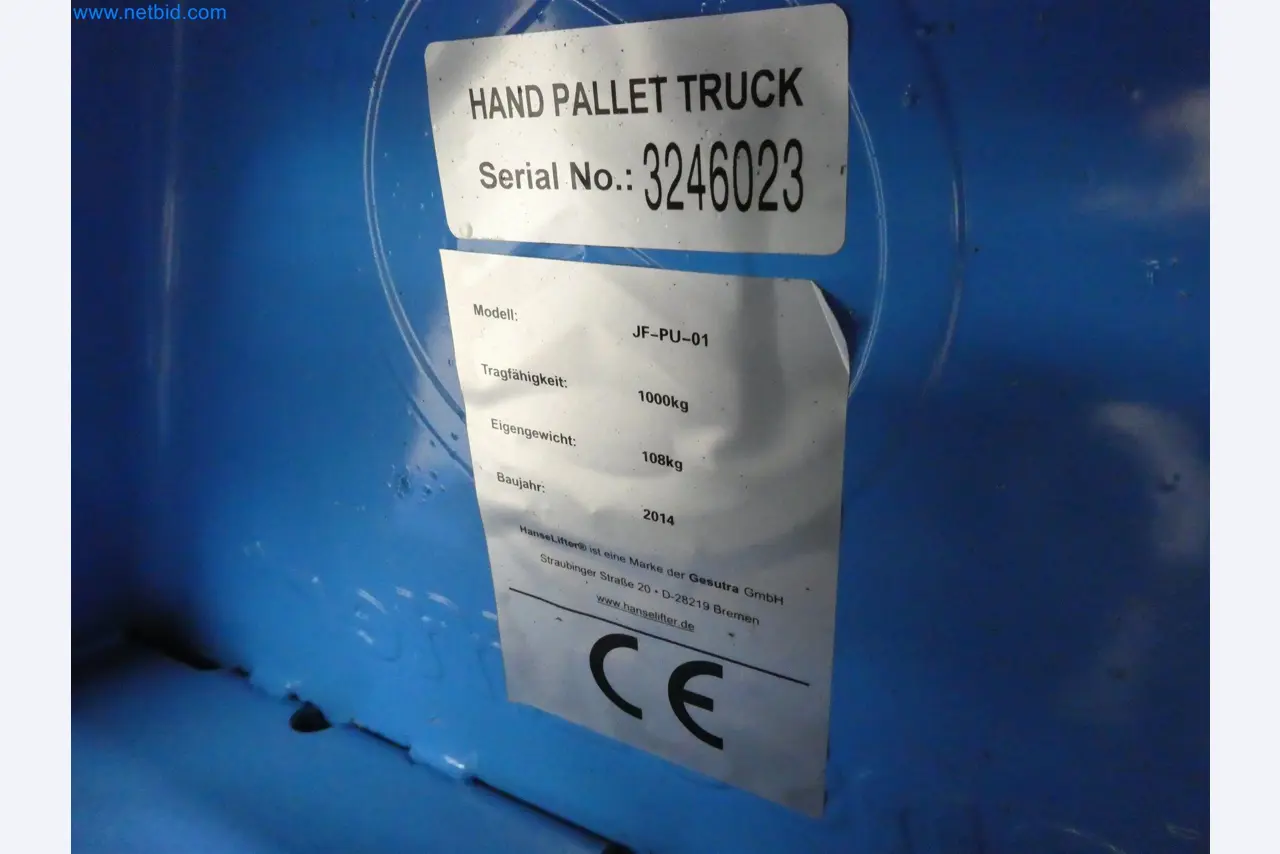 www.netbid.com
HAND PALLET TRUCK
Serial No.: 3246023
Modell: JF-PU-01
Tragfähigkeit: 1000kg
Eigengewicht: 108kg
Baujahr: 2014
HanseLifter® ist eine Marke der Gesutra GmbH
Straubinger Straße 20 • D-28219 Bremen
www.hanselifter.de
CE